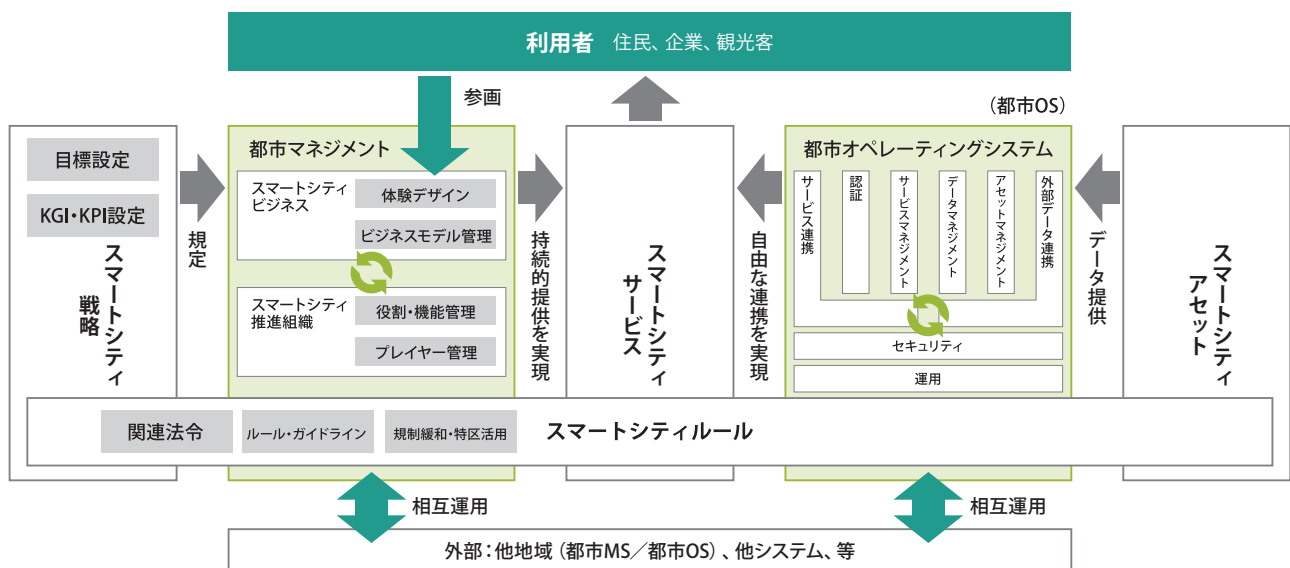 利用者 住民、企業、観光客
参画
(都市OS)
目標設定
KGI・KPI設定
スマートシティ
戦略
規定
都市マネジメント
スマートシティ
ビジネス
体験デザイン
ビジネスモデル管理
スマートシティ
推進組織
役割・機能管理
プレイヤー管理
持続的提供を実現
スマートシティ
サービス
自由な連携を実現
都市オペレーティングシステム
サービス連携
認証
サービスマネジメント
データマネジメント
アセットマネジメント
外部データ連携
セキュリティ
運用
データ提供
スマートシティ
アセット
関連法令
ルール・ガイドライン
規制緩和・特区活用
スマートシティルール
相互運用
相互運用
外部:他地域(都市MS/都市OS)、他システム、等